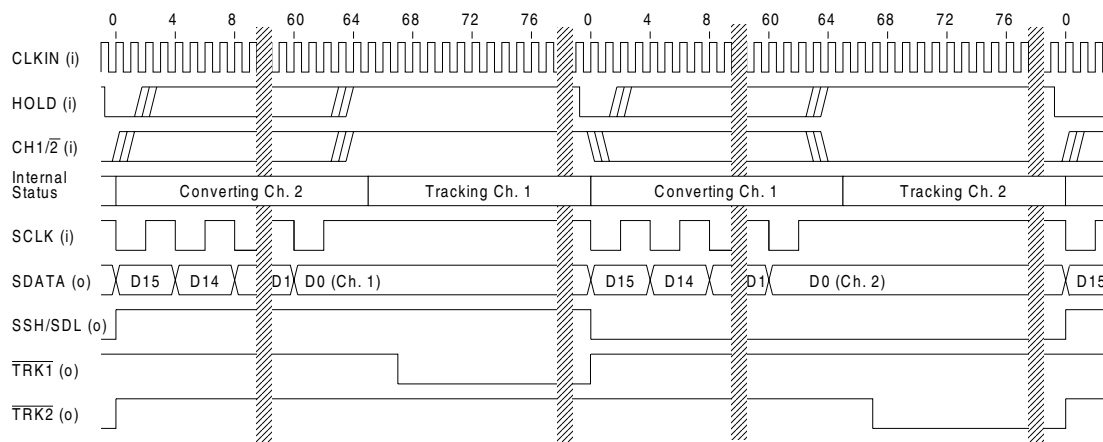 0 4 8 60 64 68 72 76 0 4 8 60 64 68 72 76 0
CLKIN (i)
HOLD (i)
CH1/2̅ (i)
Internal
Status
Converting Ch. 2 Tracking Ch. 1 Converting Ch. 1 Tracking Ch. 2
SCLK (i)
SDATA (o) D15 D14 D1 D0 (Ch. 1) D15 D14 D1 D0 (Ch. 2) D15
SSH/SDL (o)
T̅R̅K̅1̅ (o)
T̅R̅K̅2̅ (o)